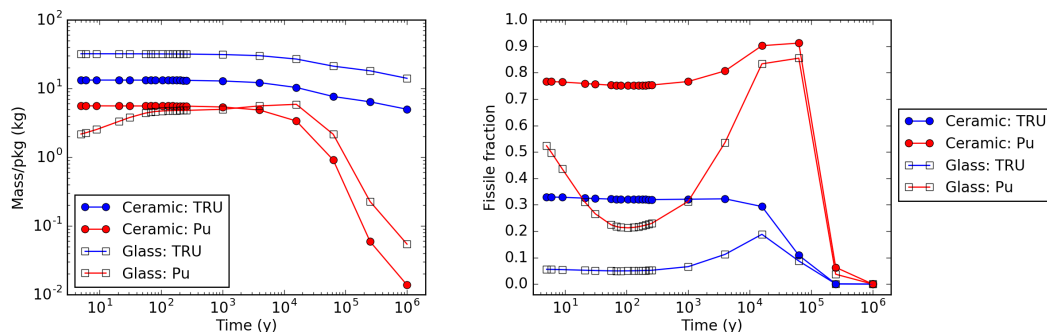 10²
10¹
10⁰
10⁻¹
10⁻²
Mass/pkg (kg)
Ceramic: TRU
Ceramic: Pu
Glass: TRU
Glass: Pu
10¹ 10² 10³ 10⁴ 10⁵ 10⁶
Time (y)
1.0
0.9
0.8
0.7
0.6
0.5
0.4
0.3
0.2
0.1
0.0
Fissile fraction
10¹ 10² 10³ 10⁴ 10⁵ 10⁶
Time (y)
Ceramic: TRU
Ceramic: Pu
Glass: TRU
Glass: Pu